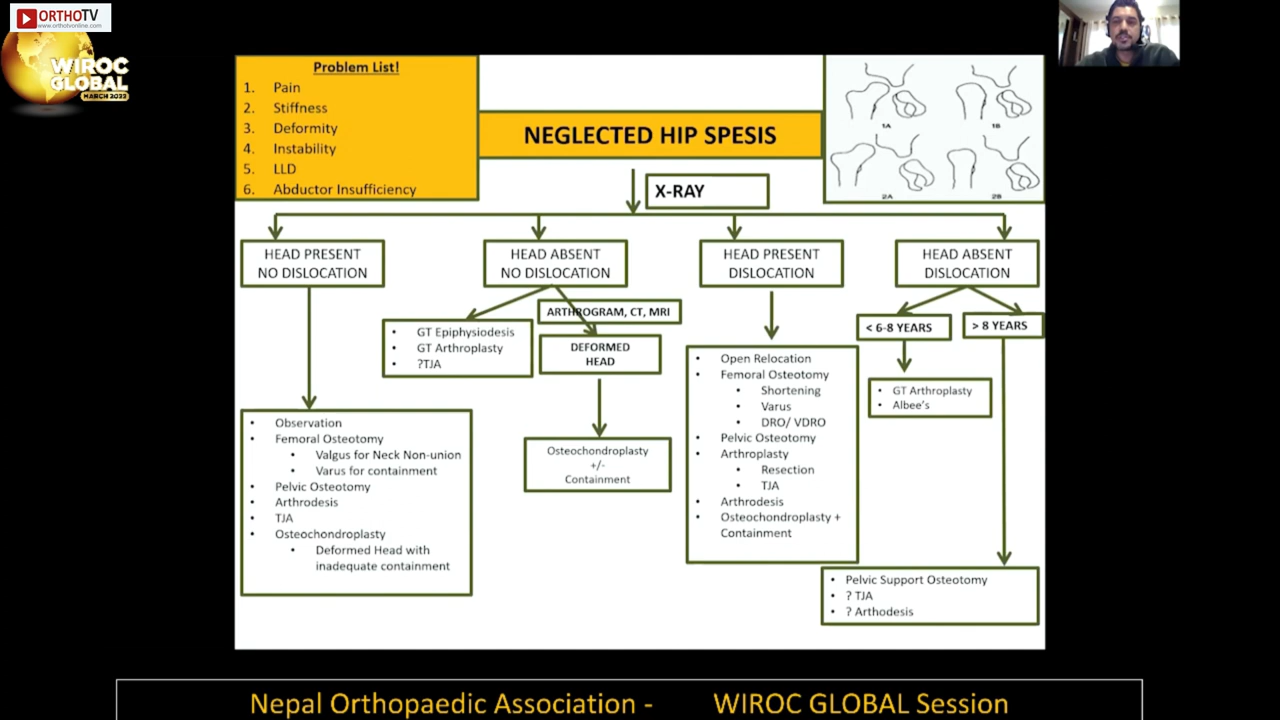 ORTHOTV
www.orthotvonline.com
WIROC
GLOBAL
MARCH 2022
Problem List!
1. Pain
2. Stiffness
3. Deformity
4. Instability
5. LLD
6. Abductor Insufficiency
NEGLECTED HIP SPESIS
1A
1B
2A
2B
X-RAY
HEAD PRESENT
NO DISLOCATION
HEAD ABSENT
NO DISLOCATION
HEAD PRESENT
DISLOCATION
HEAD ABSENT
DISLOCATION
• Observation
• Femoral Osteotomy
• Valgus for Neck Non-union
• Varus for containment
• Pelvic Osteotomy
• Arthrodesis
• TJA
• Osteochondroplasty
• Deformed Head with
inadequate containment
• GT Epiphysiodesis
• GT Arthroplasty
• ?TJA
ARTHROGRAM, CT, MRI
DEFORMED
HEAD
Osteochondroplasty
+/-
Containment
• Open Relocation
• Femoral Osteotomy
• Shortening
• Varus
• DRO/ VDRO
• Pelvic Osteotomy
• Arthroplasty
• Resection
• TJA
• Arthrodesis
• Osteochondroplasty +
Containment
< 6-8 YEARS
> 8 YEARS
• GT Arthroplasty
• Albee's
• Pelvic Support Osteotomy
• ? TJA
• ? Arthodesis
Nepal Orthopaedic Association - WIROC GLOBAL Session